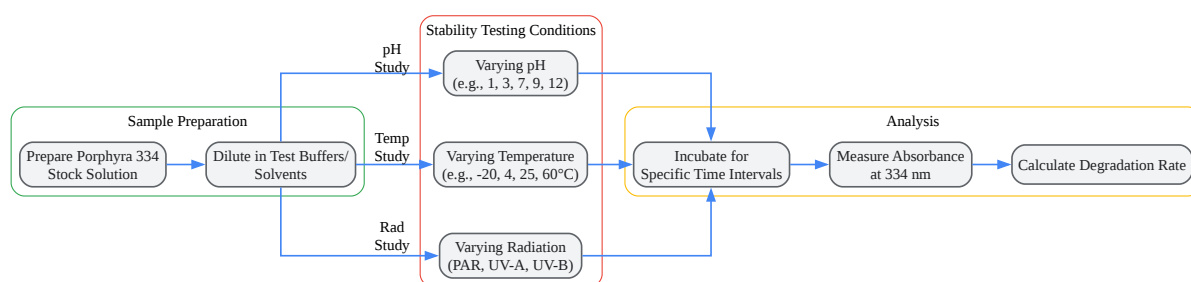 Stability Testing Conditions
pH
Study
Varying pH
(e.g., 1, 3, 7, 9, 12)
Sample Preparation
Prepare Porphyra 334
Stock Solution
Dilute in Test Buffers/
Solvents
Temp
Study
Varying Temperature
(e.g., -20, 4, 25, 60°C)
Analysis
Incubate for
Specific Time Intervals
Measure Absorbance
at 334 nm
Calculate Degradation Rate
Rad
Study
Varying Radiation
(PAR, UV-A, UV-B)